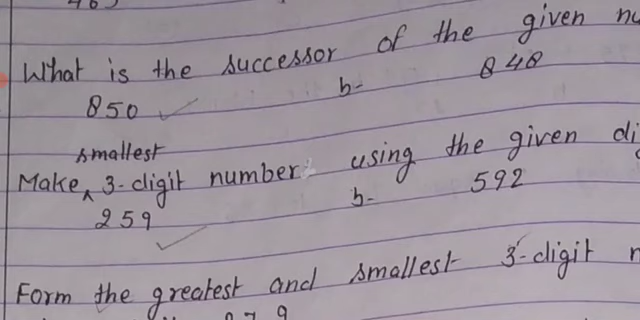 What is the successor of the given
850 b- 848
smallest
Make 3-digit number using the given
259 b- 592
Form the greatest and smallest 3-digit